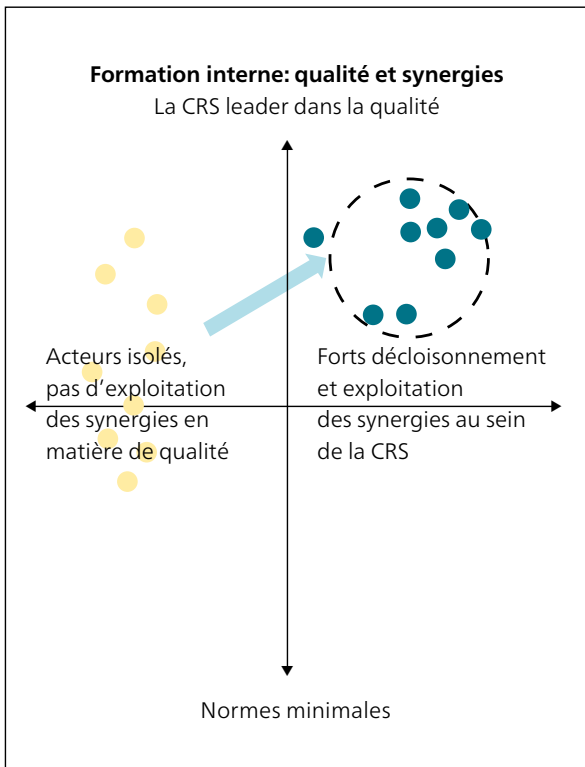 Formation interne: qualité et synergies
La CRS leader dans la qualité
Acteurs isolés,
pas d'exploitation
des synergies en
matière de qualité
Forts décloisonnement
et exploitation
des synergies au sein
de la CRS
Normes minimales